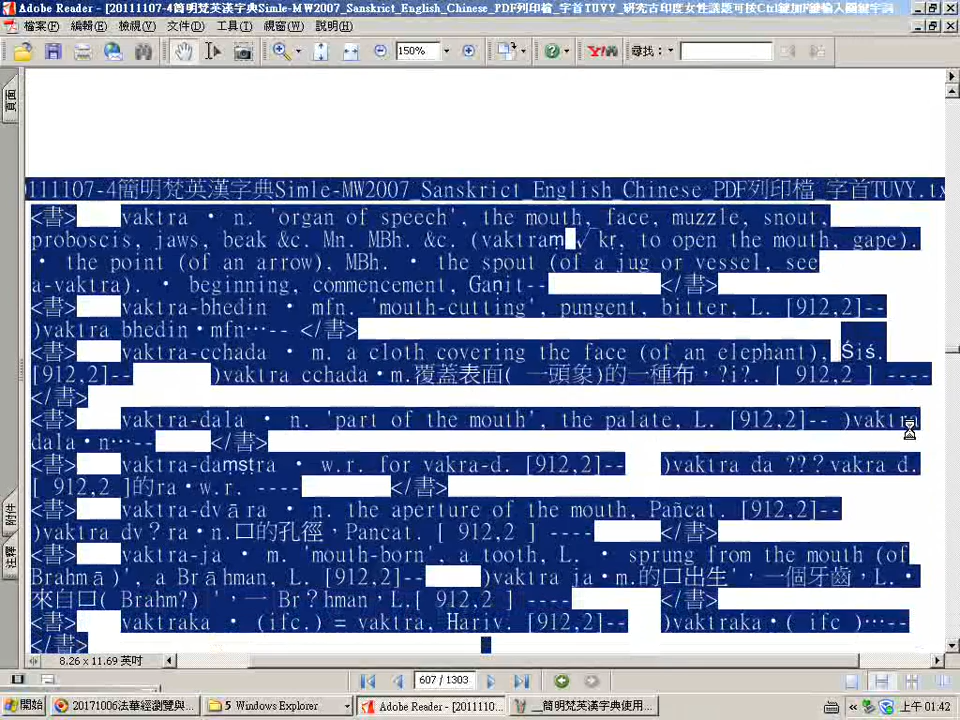 Adobe Reader - [20111107-4簡明梵英漢字典Simle-MW2007_Sanskrict_English_Chinese_PDF列印檔_字首TUVY_研究古印度女性議題可按Ctrl鍵加F鍵輸入關鍵字詞
檔案(F) 編輯(E) 檢視(V) 文件(D) 工具(T) 視窗(W) 說明(H)
150% Y! 尋找:
頁面
附件
注釋
111107-4簡明梵英漢字典Simle-MW2007_Sanskrict_English_Chinese_PDF列印檔_字首TUVY.tx
<書> vaktra • n. 'organ of speech', the mouth, face, muzzle, snout,
proboscis, jaws, beak &c. Mn. MBh. &c. (vaktraṃ √kṛ, to open the mouth, gape).
• the point (of an arrow), MBh. • the spout (of a jug or vessel, see
a-vaktra). • beginning, commencement, Gaṇit-- </書>
<書> vaktra-bhedin • mfn. 'mouth-cutting', pungent, bitter, L. [912,2]--
)vaktra bhedin•mfn…-- </書>
<書> vaktra-cchada • m. a cloth covering the face (of an elephant), Śiś.
[912,2]-- )vaktra cchada•m.覆蓋表面( 一頭象)的一種布，?i?. [ 912,2 ] ----
</書>
<書> vaktra-dala • n. 'part of the mouth', the palate, L. [912,2]-- )vaktra
dala•n…-- </書>
<書> vaktra-daṃṣṭra • w.r. for vakra-d. [912,2]-- )vaktra da ???vakra d.
[ 912,2 ]的ra•w.r. ---- </書>
<書> vaktra-dvāra • n. the aperture of the mouth, Pañcat. [912,2]--
)vaktra dv？ra•n.口的孔徑，Pancat. [ 912,2 ] ---- </書>
<書> vaktra-ja • m. 'mouth-born', a tooth, L. • sprung from the mouth (of
Brahmā)', a Brāhman, L. [912,2]-- )vaktra ja•m.的口出生'，一個牙齒，L.•
來自口( Brahm?) '，一 Br？hman，L.[ 912,2 ] ---- </書>
<書> vaktraka • (ifc.) = vaktra, Hariv. [912,2]-- )vaktraka•( ifc )…--
</書>
8.26 x 11.69 英吋
607 / 1303
開始 20171006法華經瀏覽與... 5 Windows Explorer Adobe Reader - [2011110... __簡明梵英漢字典使用... 上午 01:42